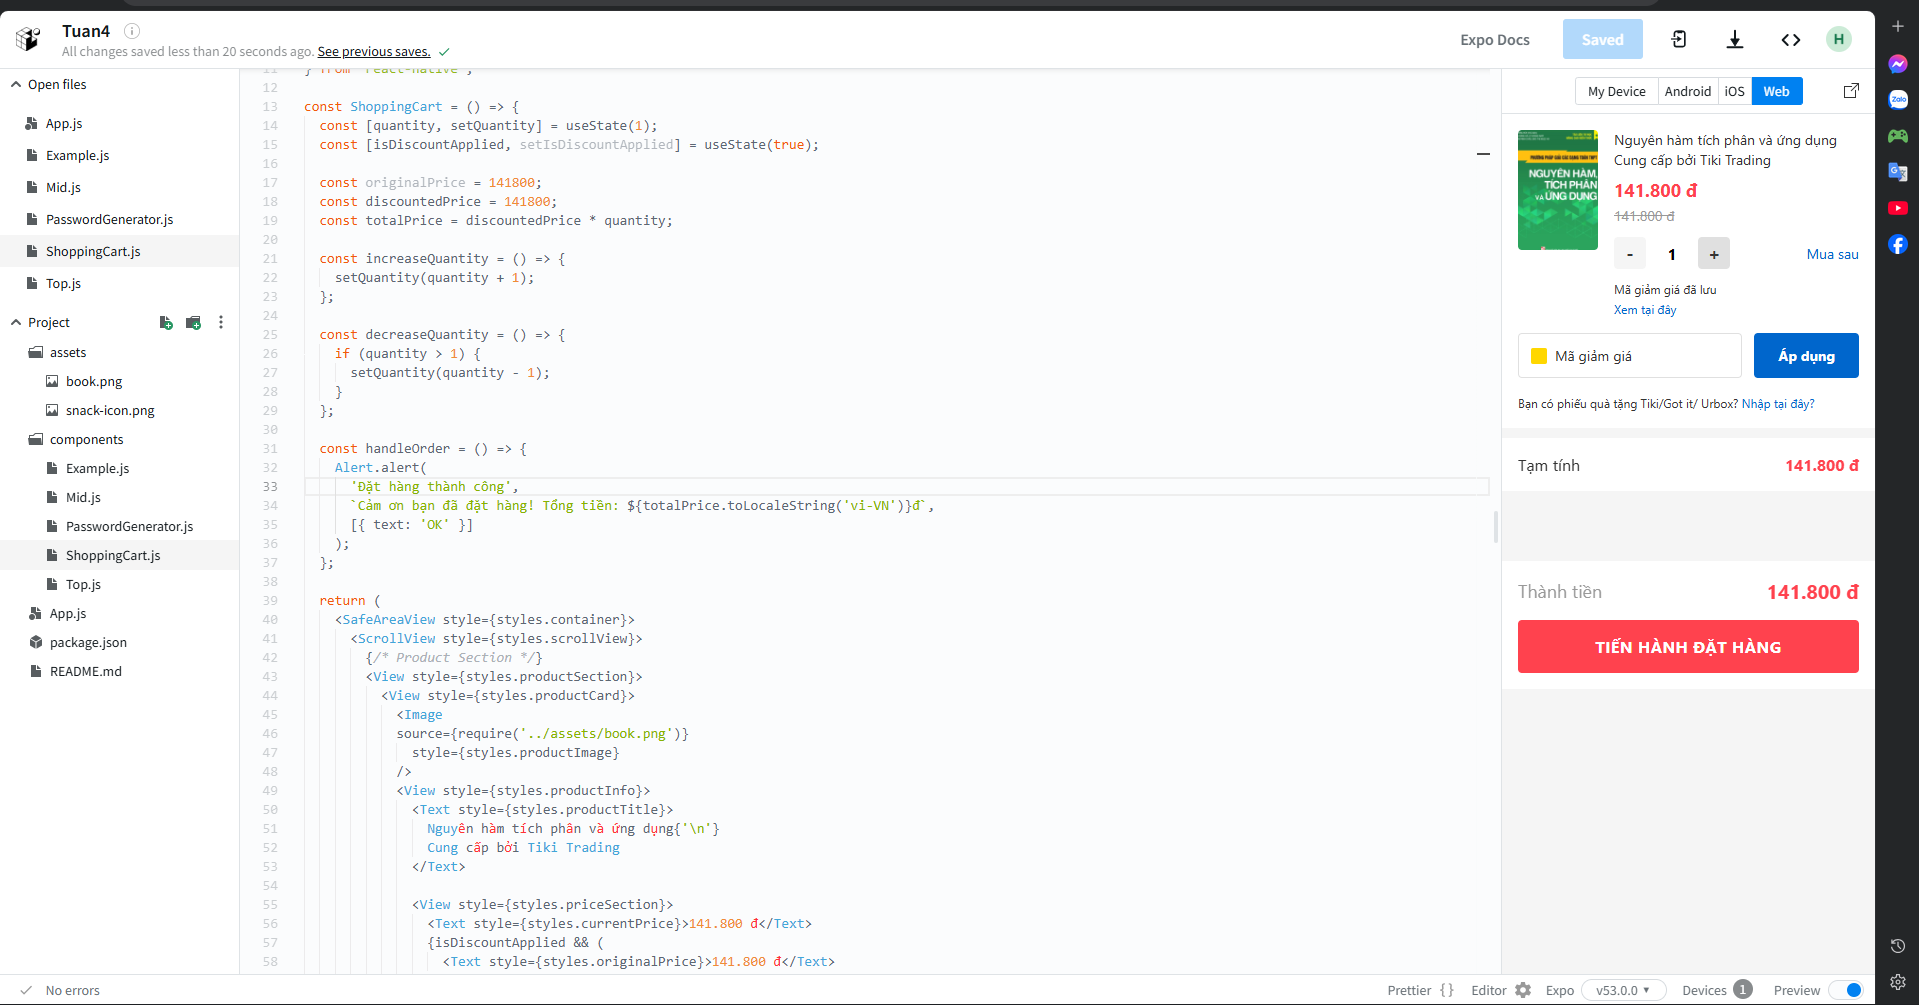 Tuan4
All changes saved less than 20 seconds ago. See previous saves.
Expo Docs
Saved
H
Open files
App.js
Example.js
Mid.js
PasswordGenerator.js
ShoppingCart.js
Top.js
Project
assets
book.png
snack-icon.png
components
Example.js
Mid.js
PasswordGenerator.js
ShoppingCart.js
Top.js
App.js
package.json
README.md
11 } from 'react-native';
12
13 const ShoppingCart = () => {
14 const [quantity, setQuantity] = useState(1);
15 const [isDiscountApplied, setIsDiscountApplied] = useState(true);
16
17 const originalPrice = 141800;
18 const discountedPrice = 141800;
19 const totalPrice = discountedPrice * quantity;
20
21 const increaseQuantity = () => {
22 setQuantity(quantity + 1);
23 };
24
25 const decreaseQuantity = () => {
26 if (quantity > 1) {
27 setQuantity(quantity - 1);
28 }
29 };
30
31 const handleOrder = () => {
32 Alert.alert(
33 'Đặt hàng thành công',
34 `Cảm ơn bạn đã đặt hàng! Tổng tiền: ${totalPrice.toLocaleString('vi-VN')}đ`,
35 [{ text: 'OK' }]
36 );
37 };
38
39 return (
40 <SafeAreaView style={styles.container}>
41 <ScrollView style={styles.scrollView}>
42 {/* Product Section */}
43 <View style={styles.productSection}>
44 <View style={styles.productCard}>
45 <Image
46 source={require('../assets/book.png')}
47 style={styles.productImage}
48 />
49 <View style={styles.productInfo}>
50 <Text style={styles.productTitle}>
51 Nguyên hàm tích phân và ứng dụng{'\n'}
52 Cung cấp bởi Tiki Trading
53 </Text>
54
55 <View style={styles.priceSection}>
56 <Text style={styles.currentPrice}>141.800 đ</Text>
57 {isDiscountApplied && (
58 <Text style={styles.originalPrice}>141.800 đ</Text>
My Device Android iOS Web
PHƯƠNG PHÁP GIẢI CÁC DẠNG TOÁN THPT
NGUYÊN HÀM,
TÍCH PHÂN
VÀ ỨNG DỤNG
Nguyên hàm tích phân và ứng dụng
Cung cấp bởi Tiki Trading
141.800 đ
141.800 đ
- 1 + Mua sau
Mã giảm giá đã lưu
Xem tại đây
Mã giảm giá Áp dụng
Bạn có phiếu quà tặng Tiki/Got it/ Urbox? Nhập tại đây?
Tạm tính 141.800 đ
Thành tiền 141.800 đ
TIẾN HÀNH ĐẶT HÀNG
Zalo
No errors
Prettier {} Editor Expo v53.0.0 Devices 1 Preview